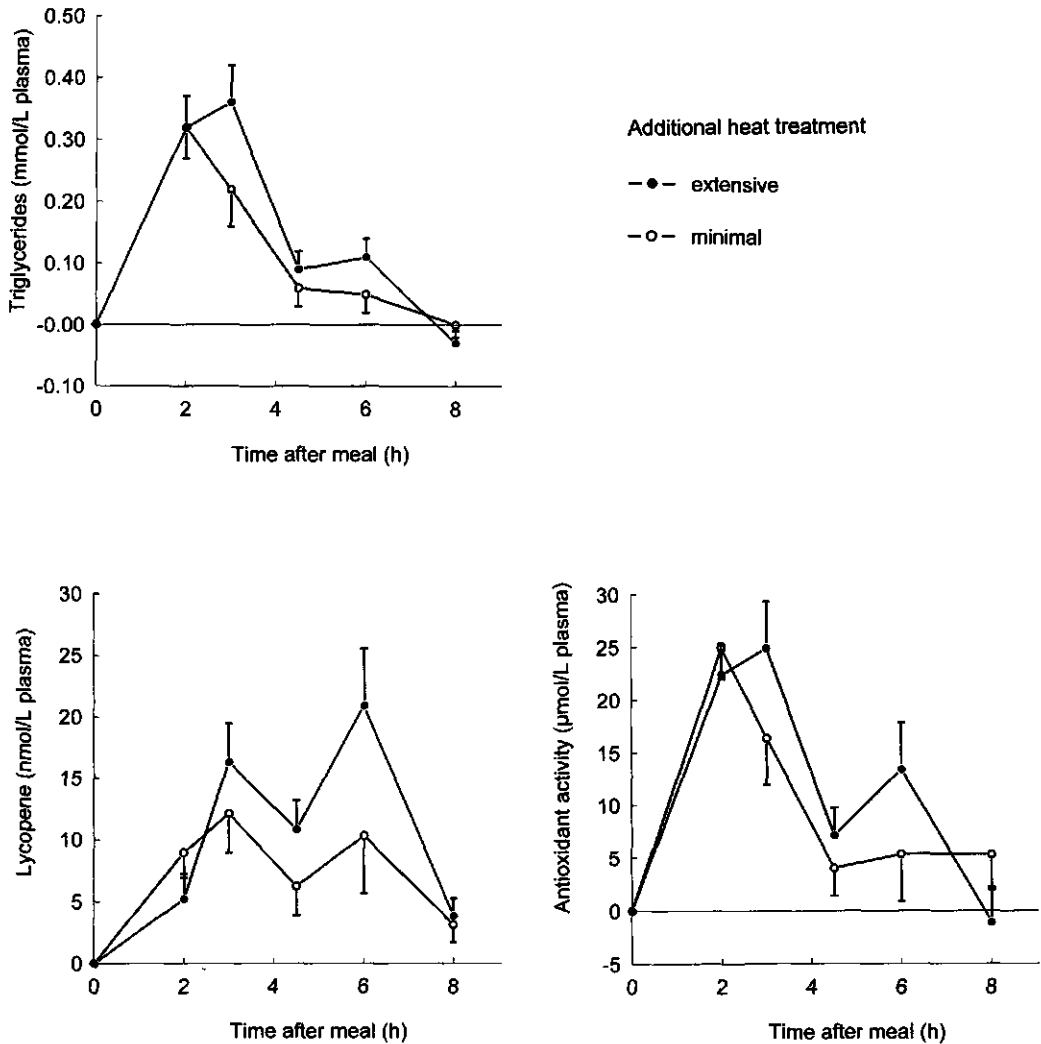 0.50
0.40
0.30
0.20
0.10
-0.00
-0.10
Triglycerides (mmol/L plasma)
0 2 4 6 8
Time after meal (h)
Additional heat treatment
extensive
minimal
30
25
20
15
10
5
0
Lycopene (nmol/L plasma)
0 2 4 6 8
Time after meal (h)
30
25
20
15
10
5
0
-5
Antioxidant activity (μmol/L plasma)
0 2 4 6 8
Time after meal (h)